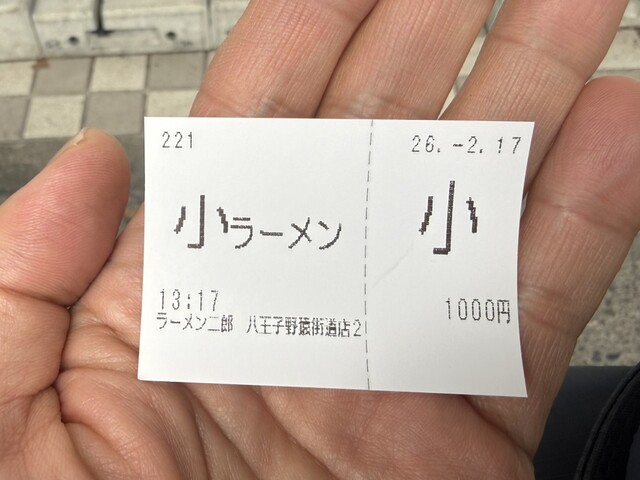 221
26.-2.17
小ラーメン
小
13:17
1000円
ラーメン二郎 八王子野猿街道店2